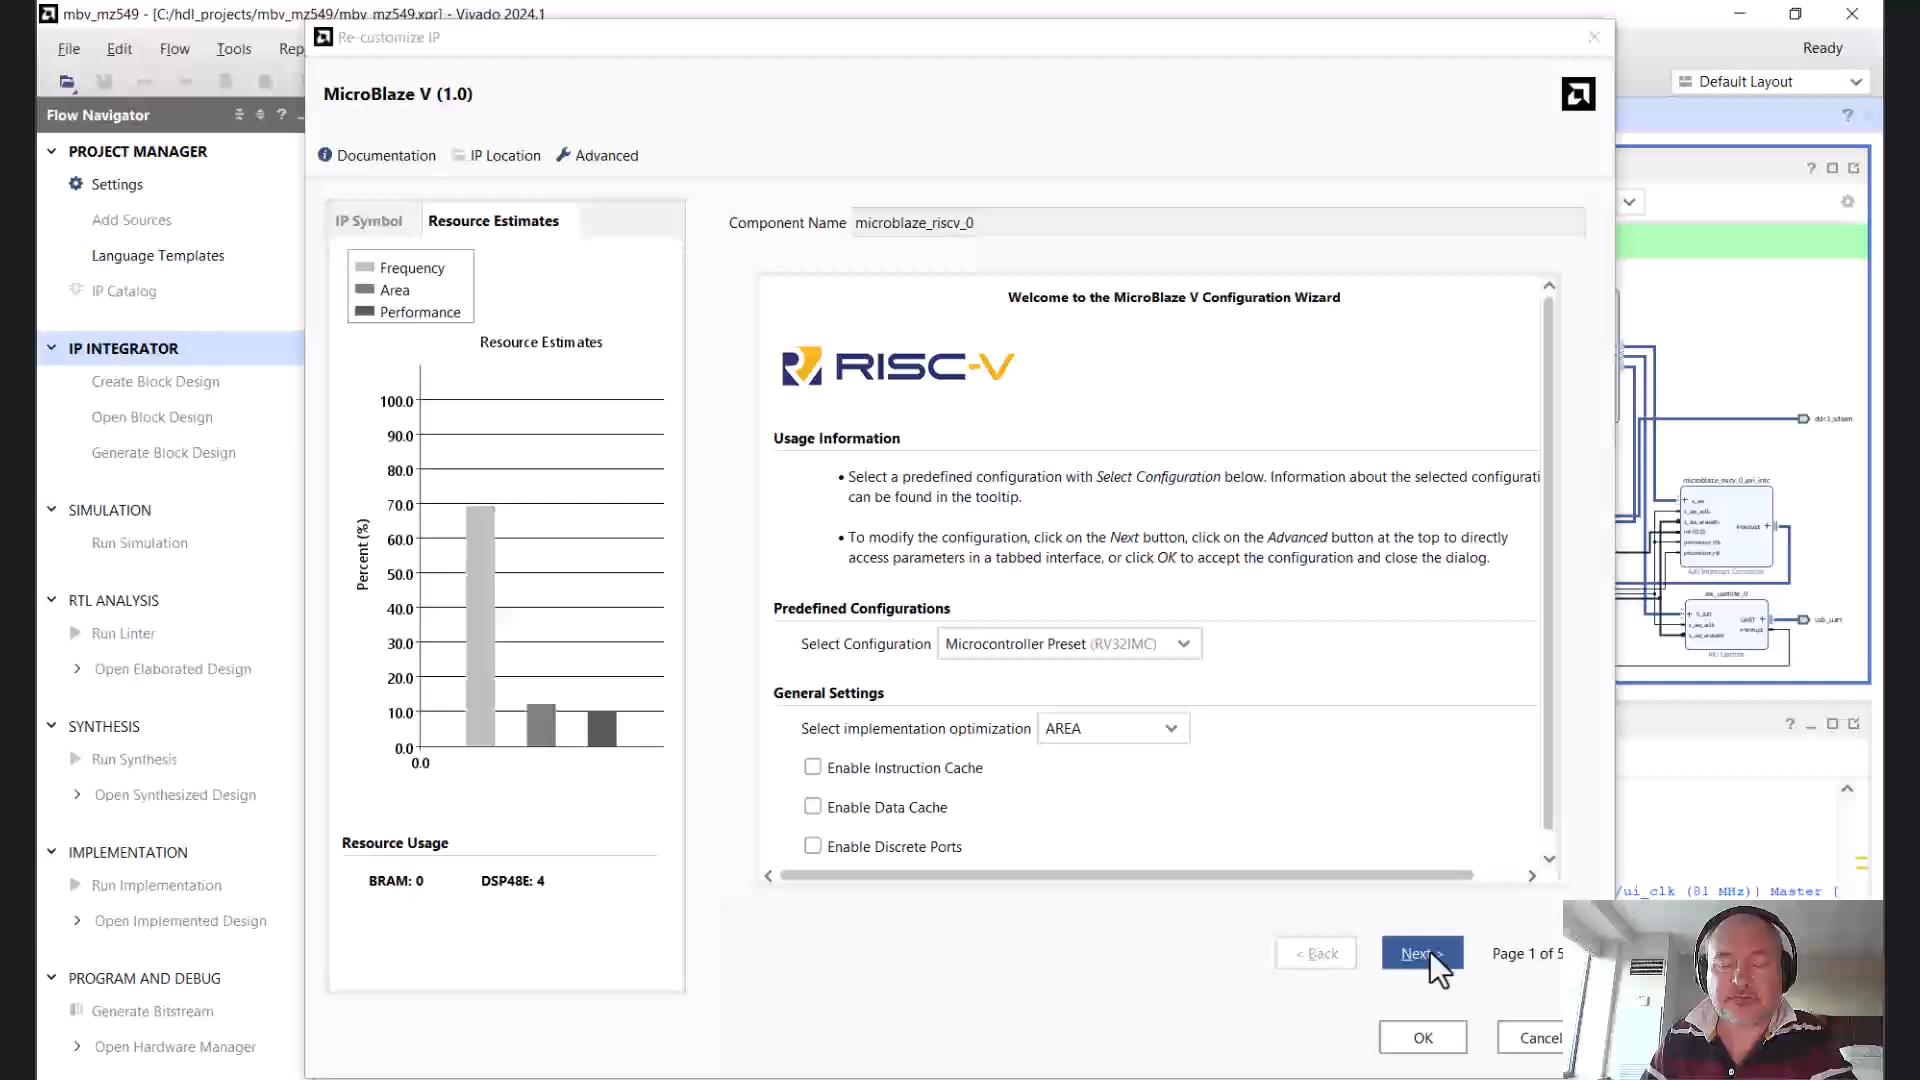 mbv_mz549 - [C:/hdl_projects/mbv_mz549/mbv_mz549.xpr] - Vivado 2024.1
File Edit Flow Tools
Ready
Default Layout
Flow Navigator
PROJECT MANAGER
Settings
Add Sources
Language Templates
IP Catalog
IP INTEGRATOR
Create Block Design
Open Block Design
Generate Block Design
SIMULATION
Run Simulation
RTL ANALYSIS
Run Linter
Open Elaborated Design
SYNTHESIS
Run Synthesis
Open Synthesized Design
IMPLEMENTATION
Run Implementation
Open Implemented Design
PROGRAM AND DEBUG
Generate Bitstream
Open Hardware Manager
Re-customize IP
MicroBlaze V (1.0)
Documentation IP Location Advanced
IP Symbol Resource Estimates
Frequency
Area
Performance
Resource Estimates
Percent (%)
100.0
90.0
80.0
70.0
60.0
50.0
40.0
30.0
20.0
10.0
0.0
0.0
Resource Usage
BRAM: 0 DSP48E: 4
Component Name microblaze_riscv_0
Welcome to the MicroBlaze V Configuration Wizard
RISC-V
Usage Information
• Select a predefined configuration with Select Configuration below. Information about the selected configurati
can be found in the tooltip.
• To modify the configuration, click on the Next button, click on the Advanced button at the top to directly
access parameters in a tabbed interface, or click OK to accept the configuration and close the dialog.
Predefined Configurations
Select Configuration Microcontroller Preset (RV32IMC)
General Settings
Select implementation optimization AREA
Enable Instruction Cache
Enable Data Cache
Enable Discrete Ports
< Back Next > Page 1 of 5
OK Cancel
microblaze_riscv_0_axi_intc
usb_uart
/ui_clk (81 MHz)} Master (